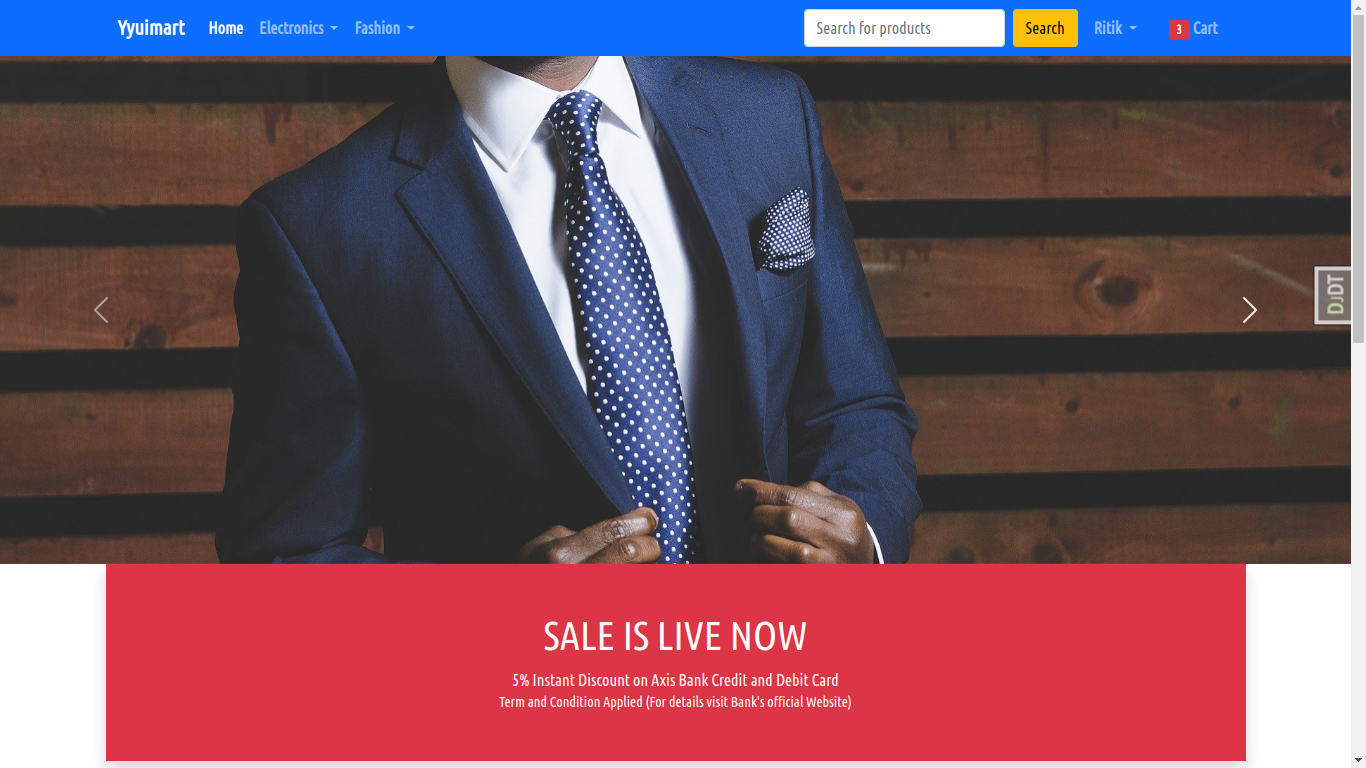 Yyuimart Home Electronics Fashion Search for products Search Ritik 3 Cart
DJDT
SALE IS LIVE NOW
5% Instant Discount on Axis Bank Credit and Debit Card
Term and Condition Applied (For details visit Bank's official Website)